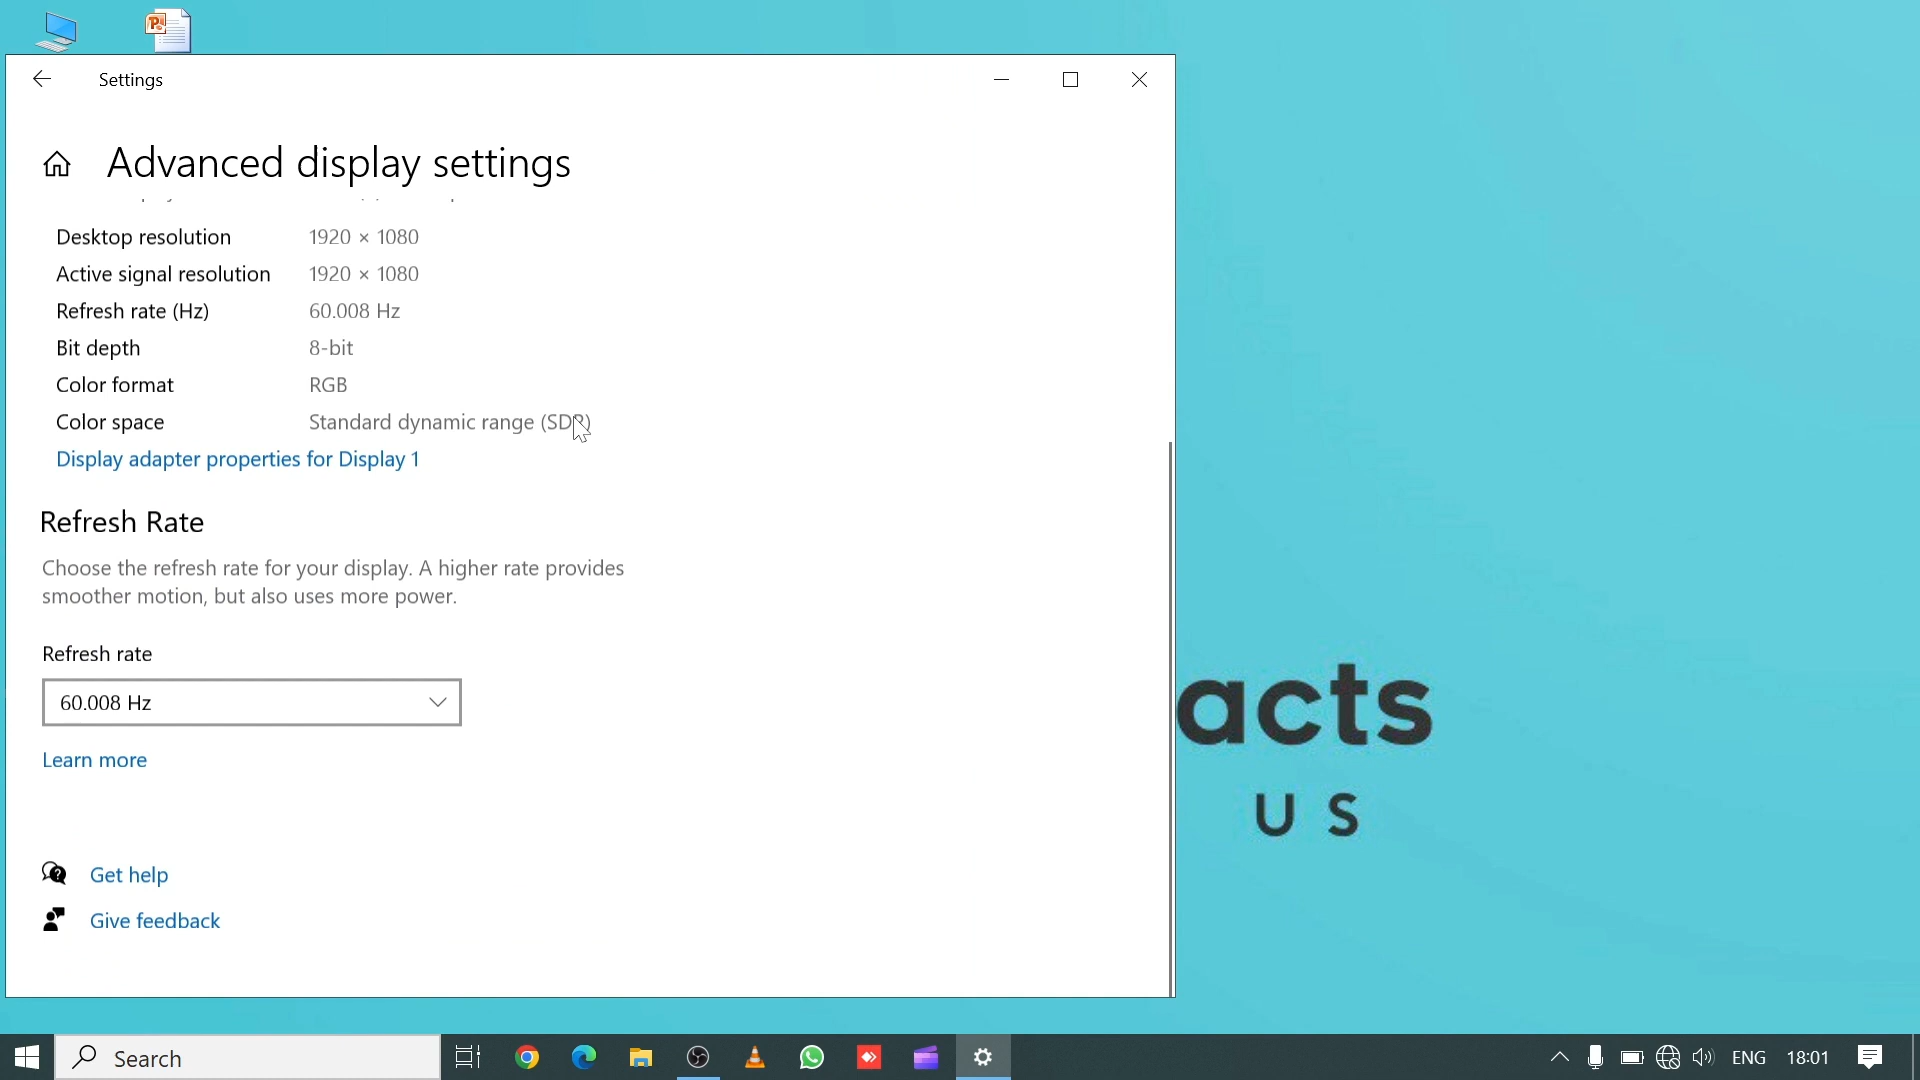 Settings
Advanced display settings
Desktop resolution 1920 × 1080
Active signal resolution 1920 × 1080
Refresh rate (Hz) 60.008 Hz
Bit depth 8-bit
Color format RGB
Color space Standard dynamic range (SDR)
Display adapter properties for Display 1
Refresh Rate
Choose the refresh rate for your display. A higher rate provides
smoother motion, but also uses more power.
Refresh rate
60.008 Hz
Learn more
Get help
Give feedback
acts
U S
Search
ENG 18:01